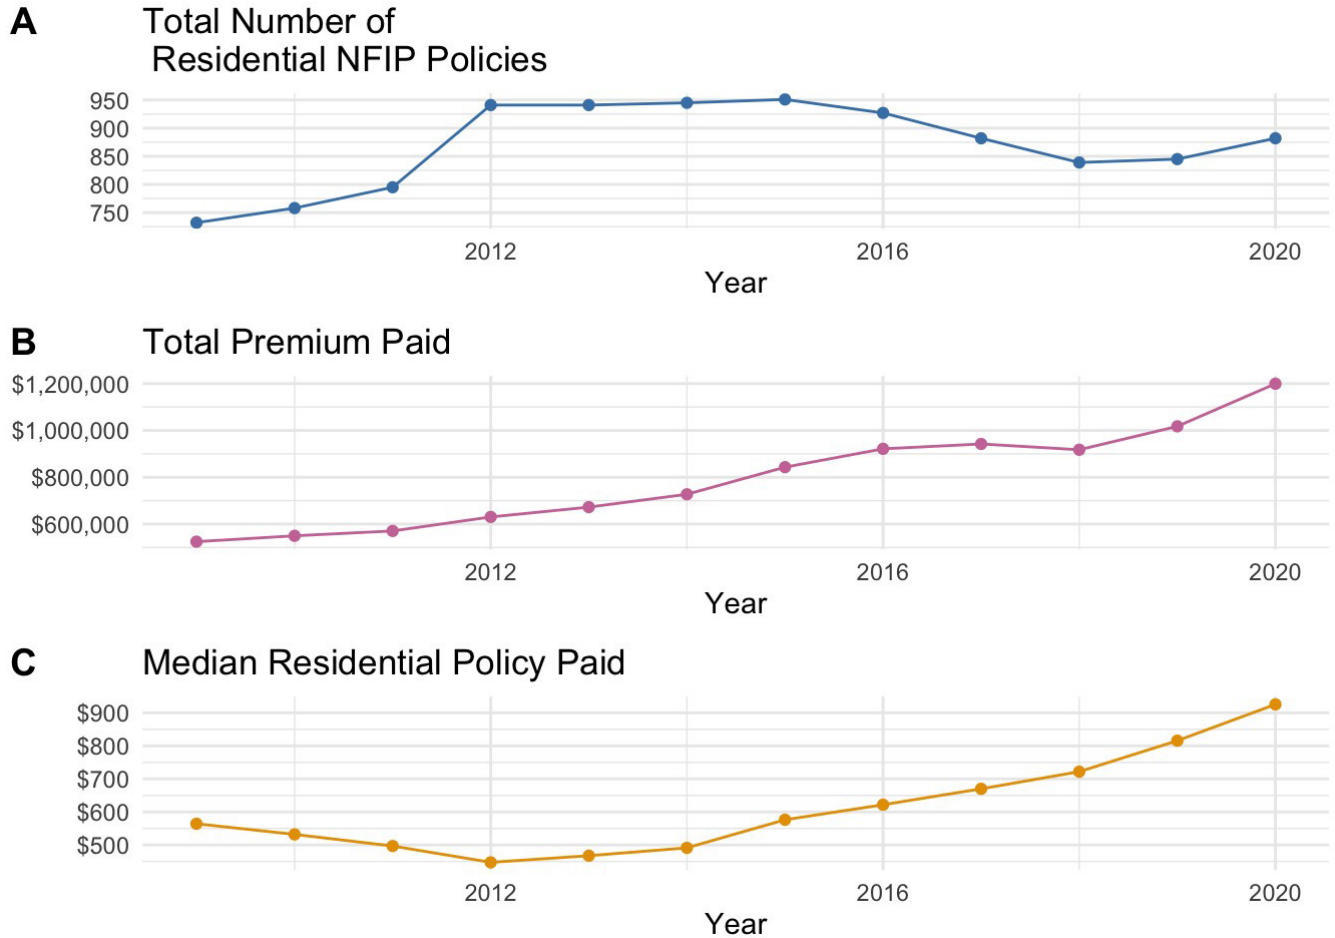 A
Total Number of
Residential NFIP Policies
950
900
850
800
750
2012 2016 2020
Year
B
Total Premium Paid
$1,200,000
$1,000,000
$800,000
$600,000
2012 2016 2020
Year
C
Median Residential Policy Paid
$900
$800
$700
$600
$500
2012 2016 2020
Year